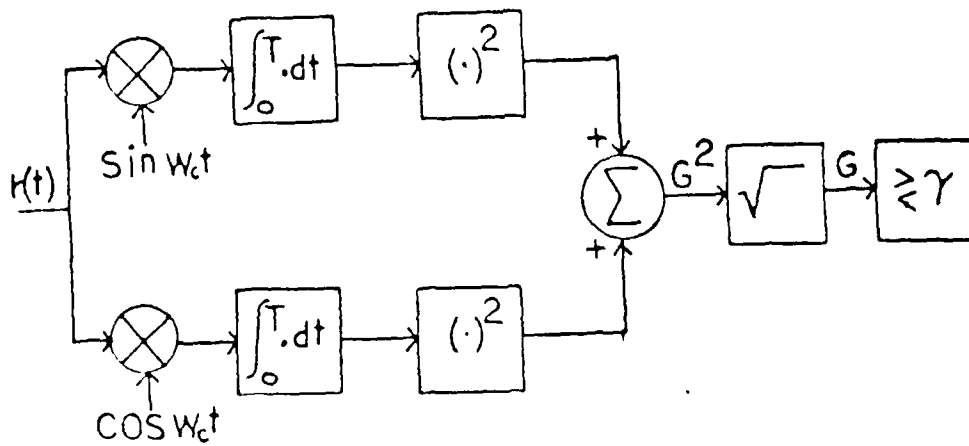 ∫₀ᵀ.dt
(·)²
Sin Wct
r(t)
+
Σ
+
G²
√
G
≷ γ
∫₀ᵀ.dt
(·)²
COS Wct